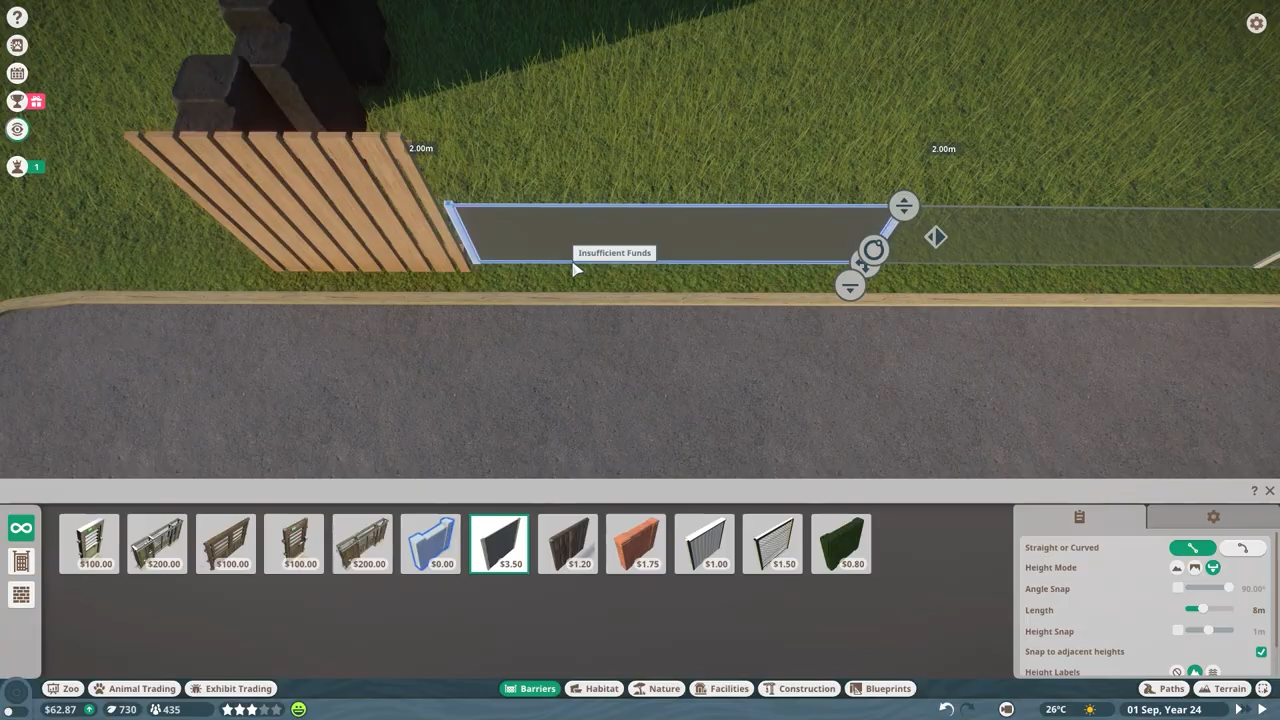 ?
1
2.00m
2.00m
Insufficient Funds
?
$100.00
$200.00
$100.00
$100.00
$200.00
$0.00
$3.50
$1.20
$1.75
$1.00
$1.50
$0.80
Straight or Curved
Height Mode
Angle Snap 90.00°
Length 8m
Height Snap 1m
Snap to adjacent heights
Height Labels
Zoo Animal Trading Exhibit Trading Barriers Habitat Nature Facilities Construction Blueprints Paths Terrain
$62.87 730 435 26°C 01 Sep, Year 24